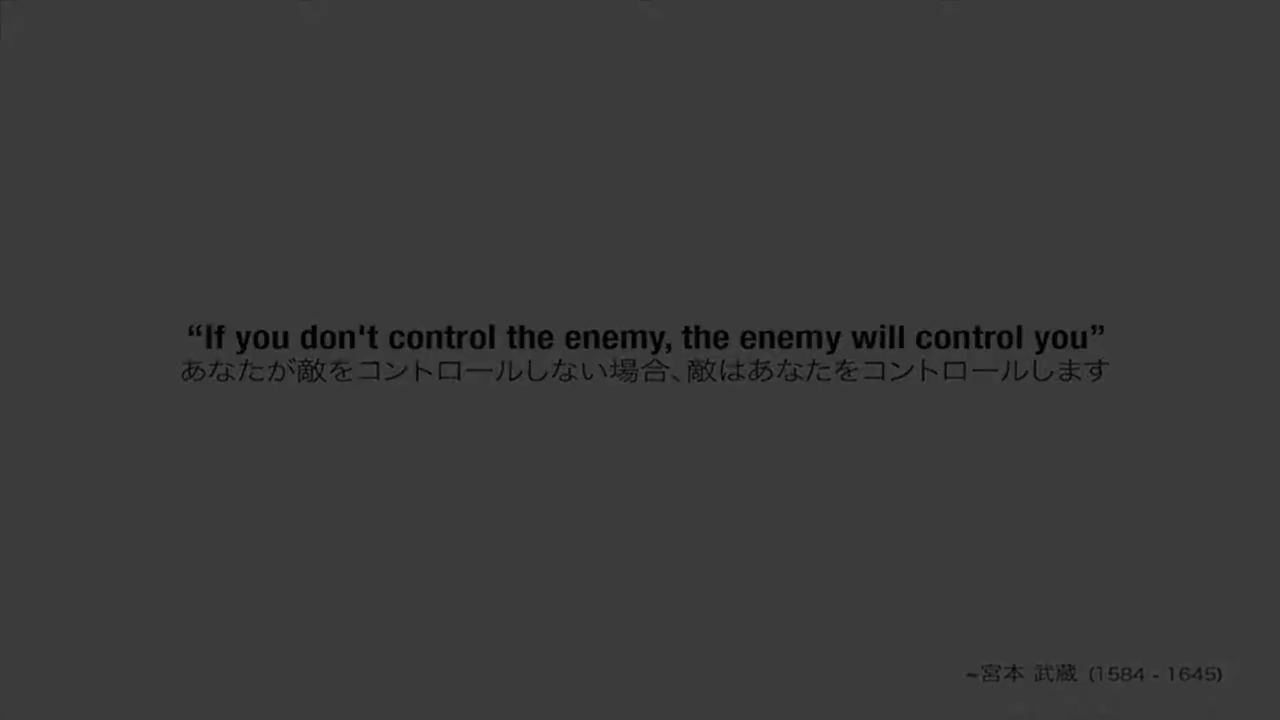 “If you don't control the enemy, the enemy will control you”
あなたが敵をコントロールしない場合、敵はあなたをコントロールします
~宮本 武蔵 (1584 - 1645)